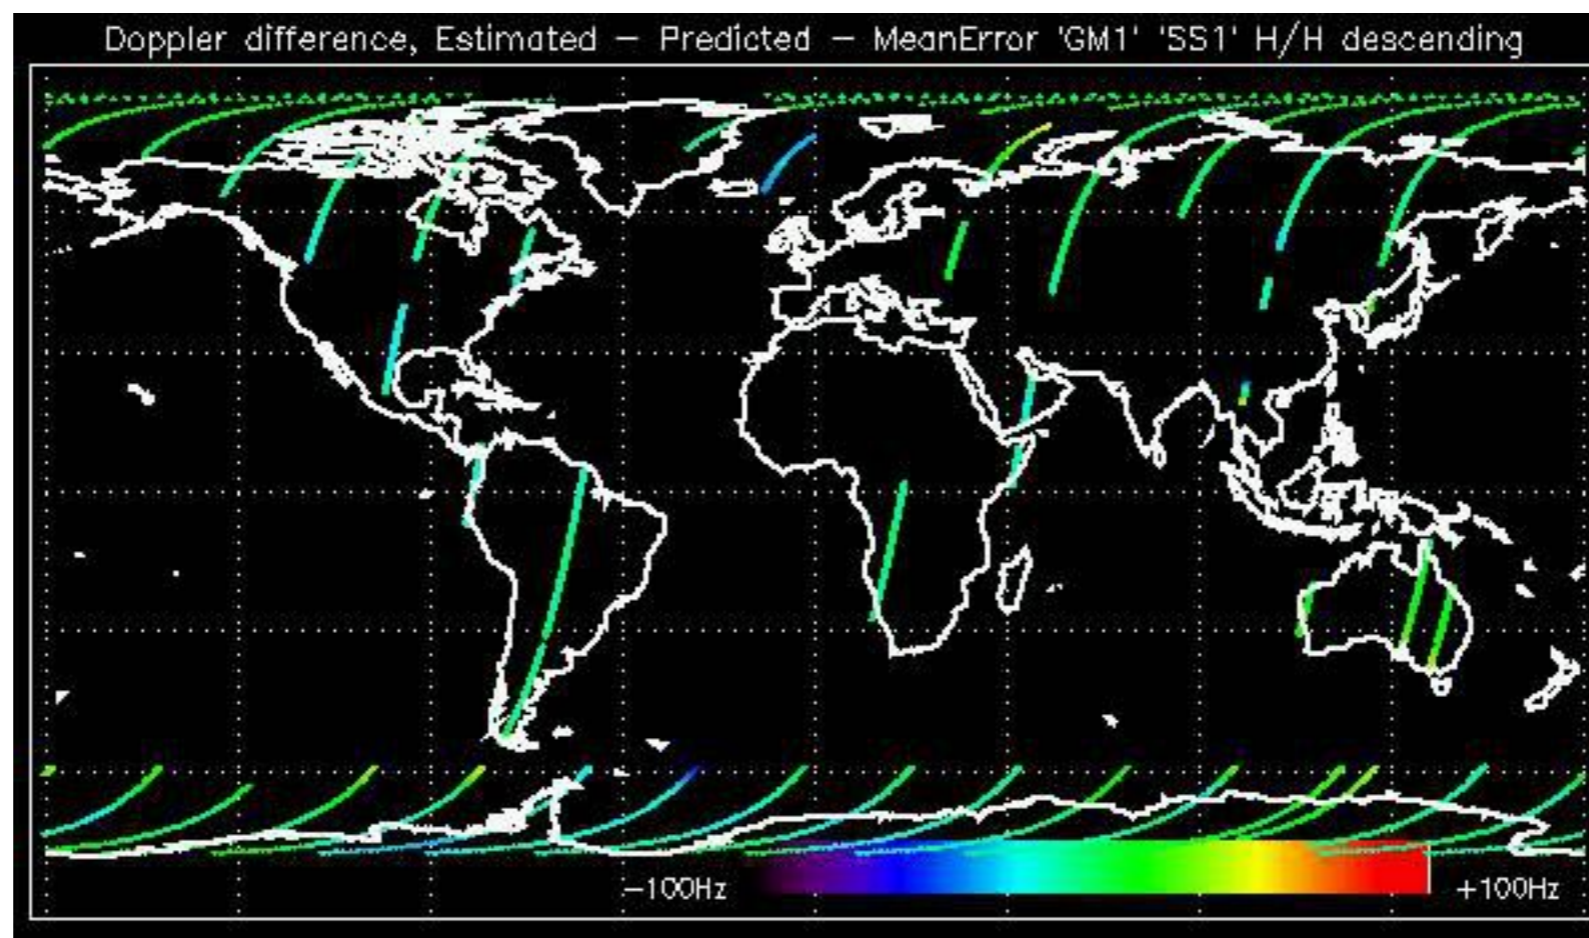 Doppler difference, Estimated − Predicted − MeanError 'GM1' 'SS1' H/H descending
−100Hz
+100Hz